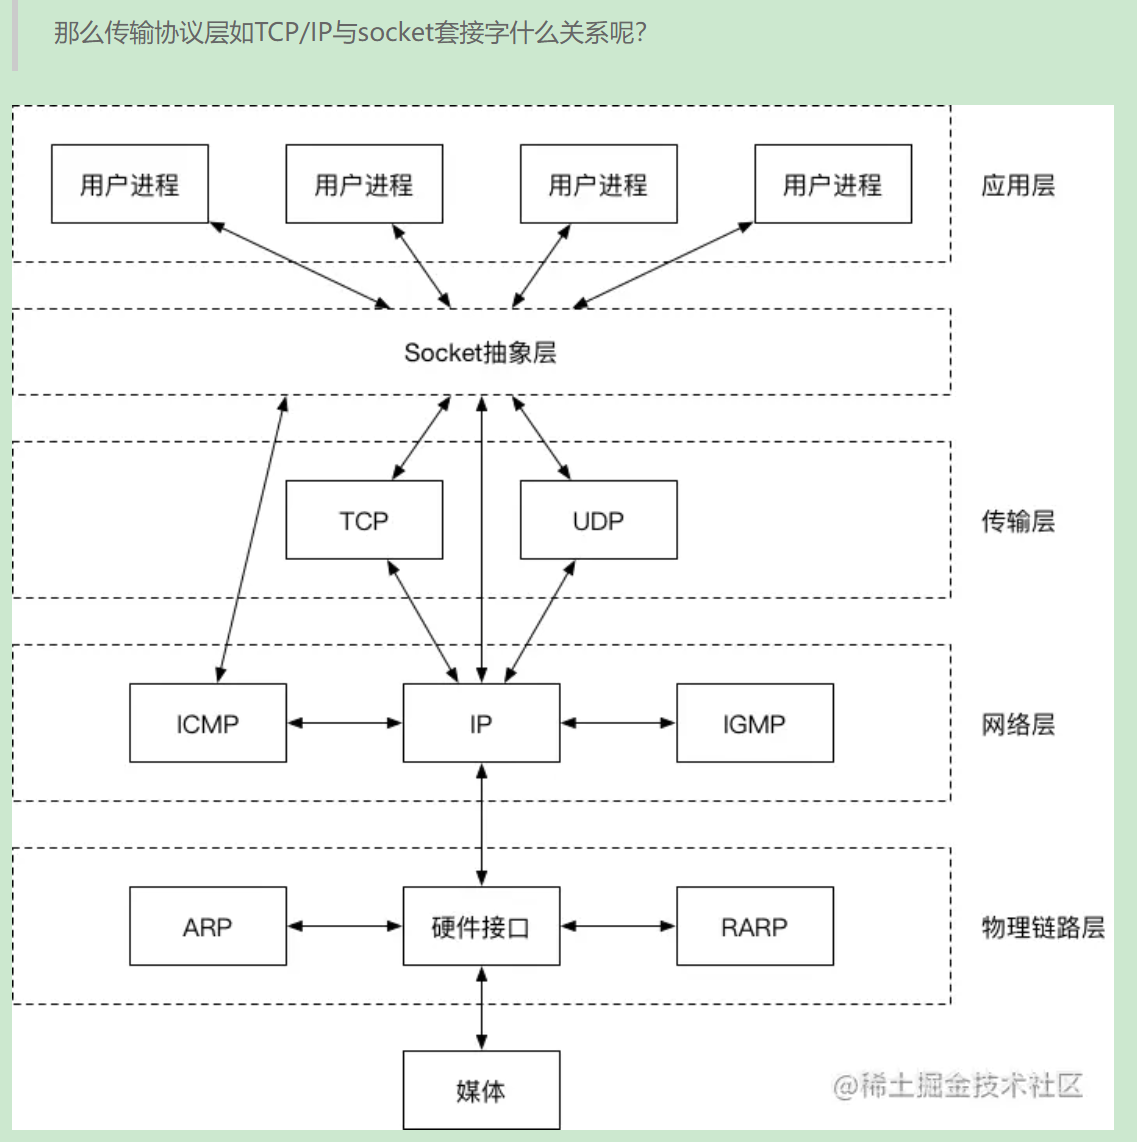 那么传输协议层如TCP/IP与socket套接字什么关系呢?
用户进程 用户进程 用户进程 用户进程 应用层
Socket抽象层
TCP UDP 传输层
ICMP IP IGMP 网络层
ARP 硬件接口 RARP 物理链路层
媒体
@稀土掘金技术社区